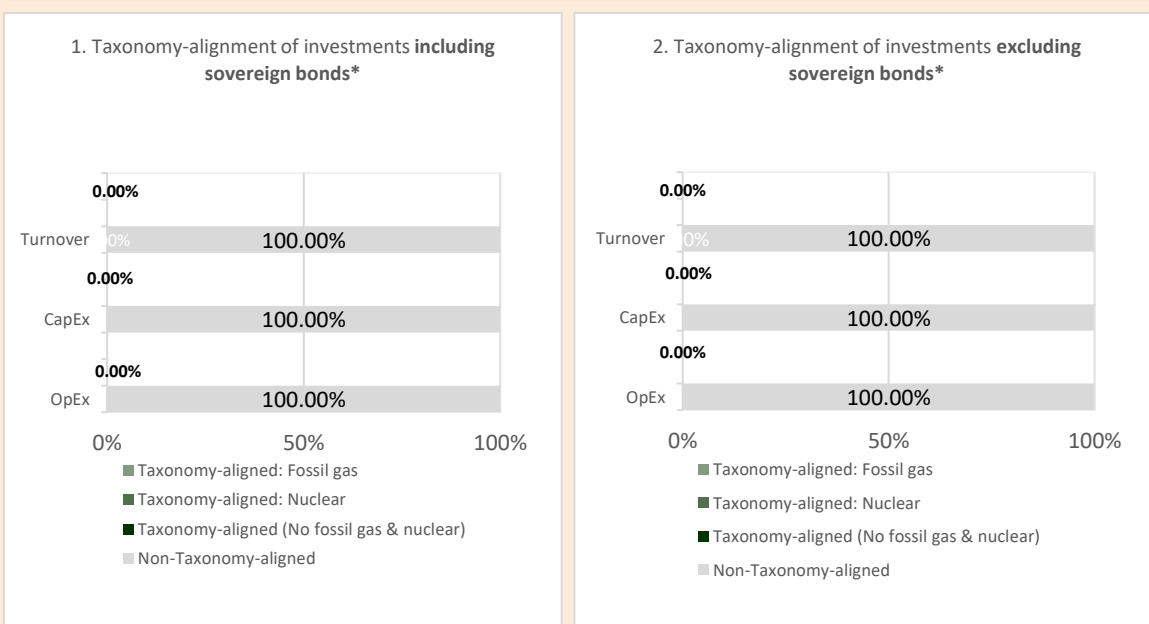 1. Taxonomy-alignment of investments including
sovereign bonds*
0.00%
Turnover 100.00%
0.00%
CapEx 100.00%
0.00%
OpEx 100.00%
0% 50% 100%
Taxonomy-aligned: Fossil gas
Taxonomy-aligned: Nuclear
Taxonomy-aligned (No fossil gas & nuclear)
Non-Taxonomy-aligned
2. Taxonomy-alignment of investments excluding
sovereign bonds*
0.00%
Turnover 100.00%
0.00%
CapEx 100.00%
0.00%
OpEx 100.00%
0% 50% 100%
Taxonomy-aligned: Fossil gas
Taxonomy-aligned: Nuclear
Taxonomy-aligned (No fossil gas & nuclear)
Non-Taxonomy-aligned